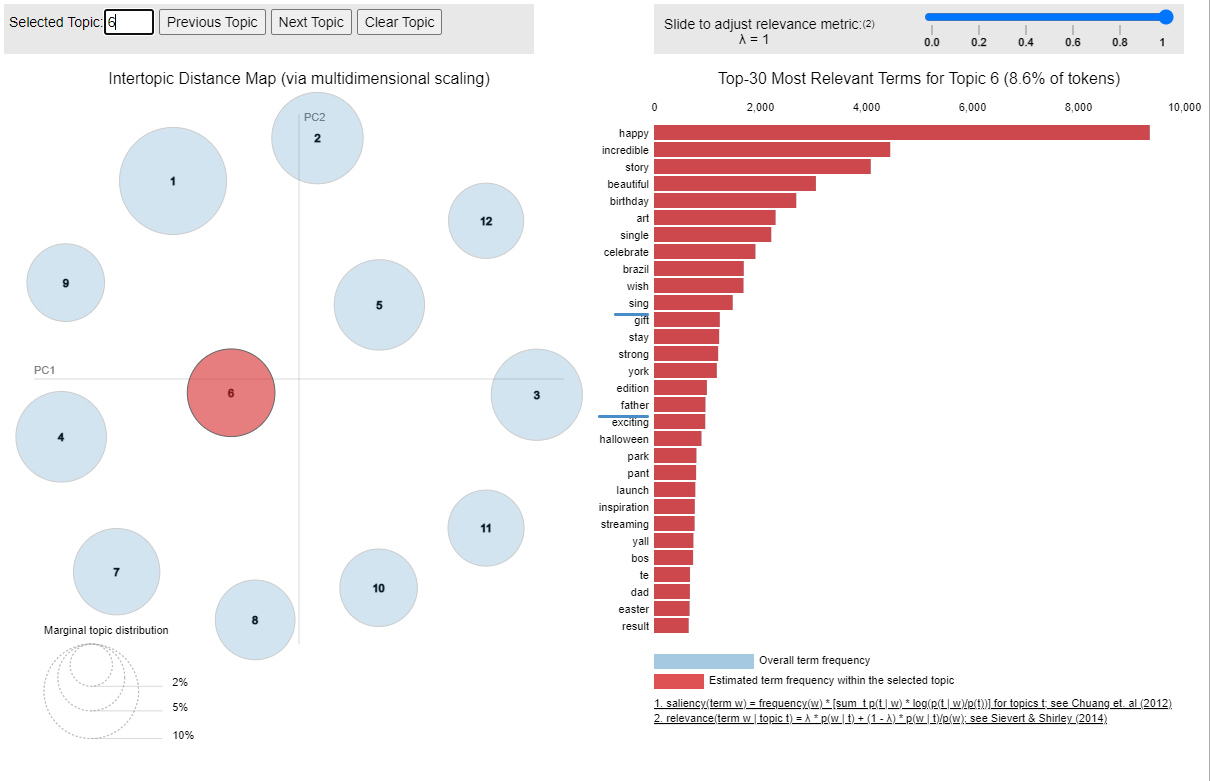 Selected Topic: 6 Previous Topic Next Topic Clear Topic
Slide to adjust relevance metric:(2)
λ = 1
0.0 0.2 0.4 0.6 0.8 1
Intertopic Distance Map (via multidimensional scaling)
PC2
2
1
12
9
5
PC1
6
3
4
11
7
10
8
Marginal topic distribution
2%
5%
10%
Top-30 Most Relevant Terms for Topic 6 (8.6% of tokens)
0 2,000 4,000 6,000 8,000 10,000
happy
incredible
story
beautiful
birthday
art
single
celebrate
brazil
wish
sing
gift
stay
strong
york
edition
father
exciting
halloween
park
pant
launch
inspiration
streaming
yall
bos
te
dad
easter
result
Overall term frequency
Estimated term frequency within the selected topic
1. saliency(term w) = frequency(w) * [sum_t p(t | w) * log(p(t | w)/p(t))] for topics t; see Chuang et. al (2012)
2. relevance(term w | topic t) = λ * p(w | t) + (1 - λ) * p(w | t)/p(w); see Sievert & Shirley (2014)